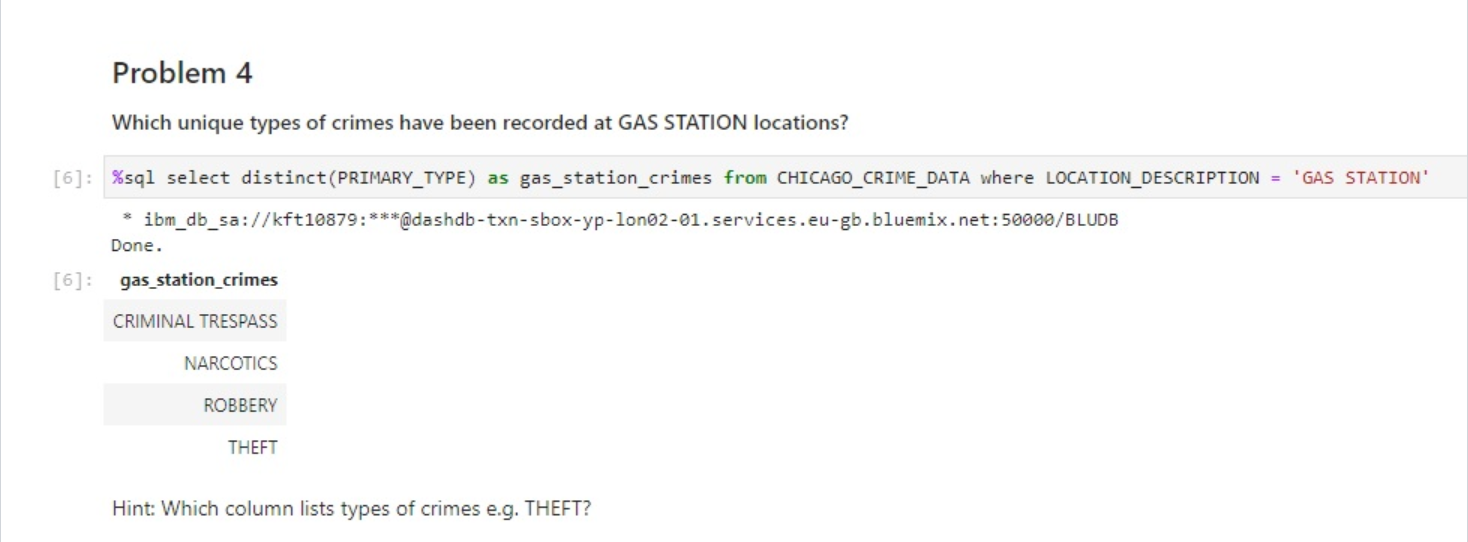 Problem 4
Which unique types of crimes have been recorded at GAS STATION locations?
[6]: %sql select distinct(PRIMARY_TYPE) as gas_station_crimes from CHICAGO_CRIME_DATA where LOCATION_DESCRIPTION = 'GAS STATION'
* ibm_db_sa://kft10879:***@dashdb-txn-sbox-yp-lon02-01.services.eu-gb.bluemix.net:50000/BLUDB
Done.
[6]: gas_station_crimes
CRIMINAL TRESPASS
NARCOTICS
ROBBERY
THEFT
Hint: Which column lists types of crimes e.g. THEFT?